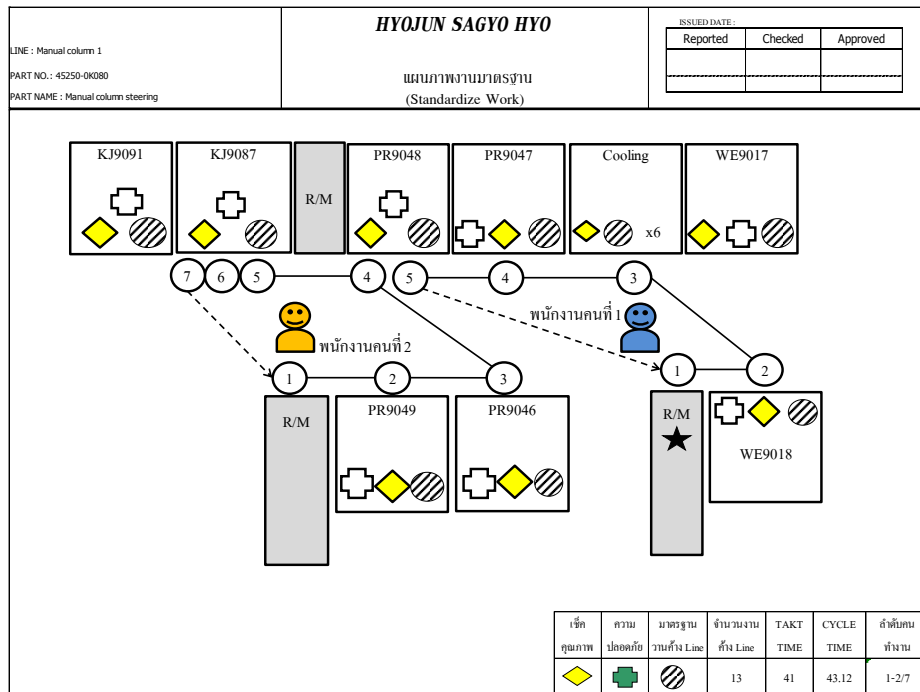 HYOJUN SAGYO HYO
แผนภาพงานมาตรฐาน
(Standardize Work)
LINE : Manual column 1
PART NO.: 45250-0K080
PART NAME : Manual column steering
ISSUED DATE :
Reported Checked Approved
KJ9091 KJ9087 R/M PR9048 PR9047 Cooling WE9017
x6
7 6 5 4 5 4 3
พนักงานคนที่ 2
พนักงานคนที่ 1
1 2 3 1 2
R/M PR9049 PR9046 R/M WE9018
เช็คคุณภาพ
ความปลอดภัย
มาตรฐานวานค้าง Line
จำนวนงานค้าง Line
TAKT TIME
CYCLE TIME
ลำดับคนทำงาน
13 41 43.12 1-2/7